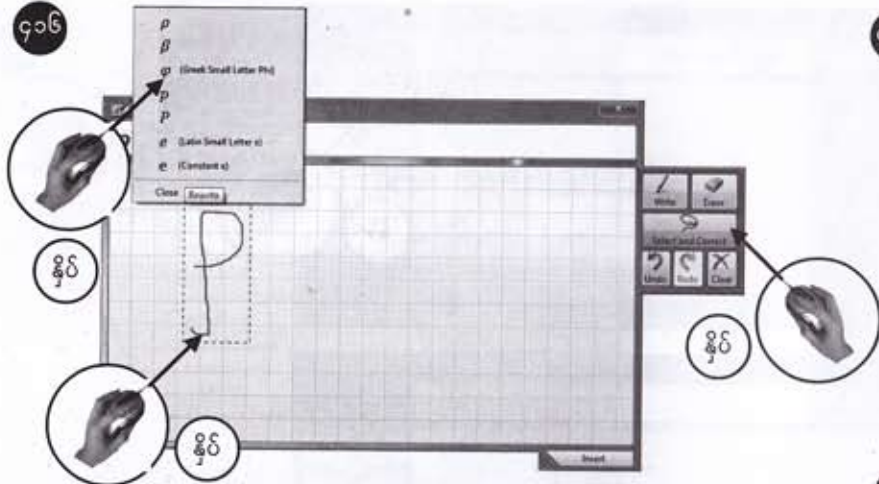 ၄၁၆
ρ
β
φ (Greek Small Letter Phi)
p
P
e (Latin Small Letter e)
e (Constant e)
Close Rewrite
Write Erase
Select and Correct
Undo Redo Clear
နှိပ်
နှိပ်
နှိပ်
Insert